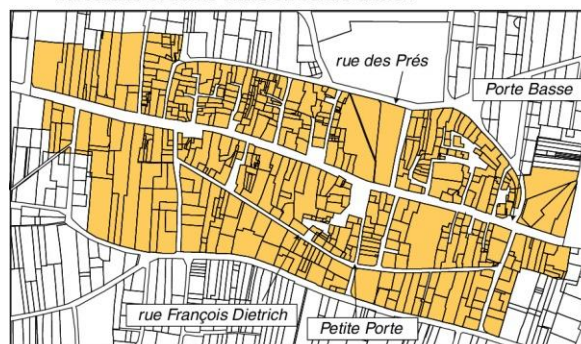 rue des Prés
Porte Basse
rue François Dietrich
Petite Porte